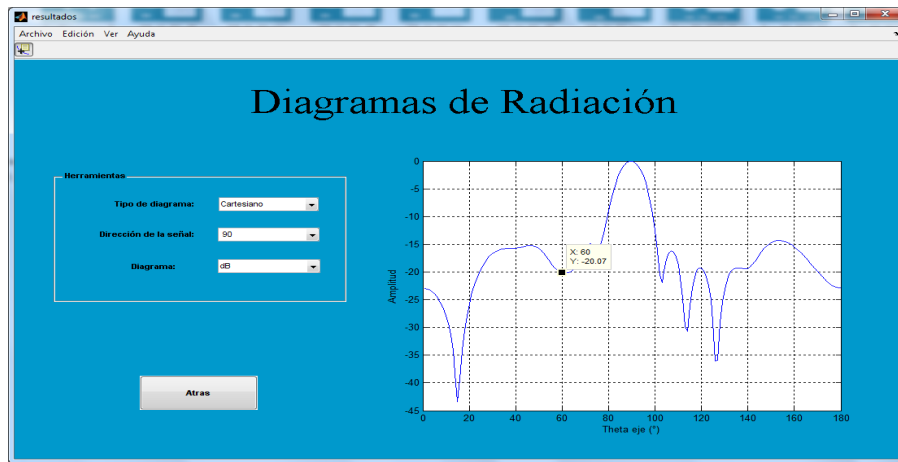 resultados
Archivo Edición Ver Ayuda
Diagramas de Radiación
Herramientas
Tipo de diagrama: Cartesiano
Dirección de la señal: 90
Diagrama: dB
Atras
Amplitud
0
-5
-10
-15
-20
-25
-30
-35
-40
-45
X: 60
Y: -20.07
0 20 40 60 80 100 120 140 160 180
Theta eje (°)